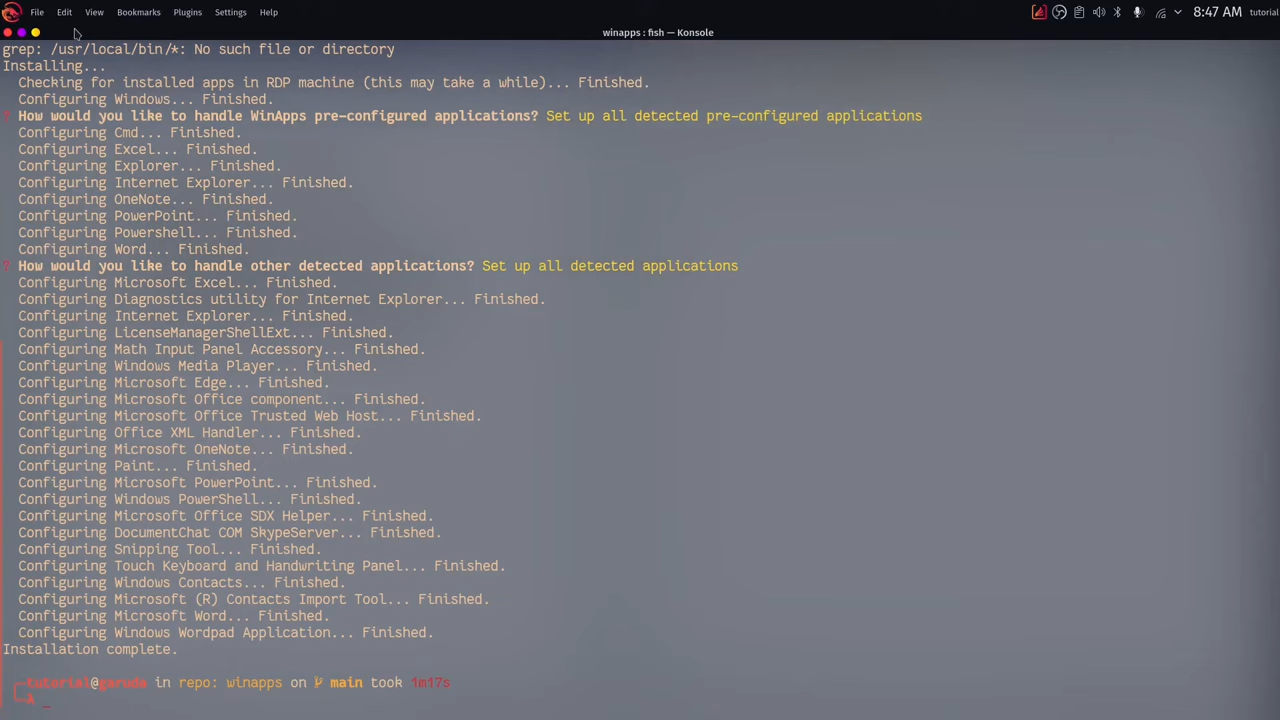 File Edit View Bookmarks Plugins Settings Help
8:47 AM tutorial
winapps : fish — Konsole
grep: /usr/local/bin/*: No such file or directory
Installing...
Checking for installed apps in RDP machine (this may take a while)... Finished.
Configuring Windows... Finished.
? How would you like to handle WinApps pre-configured applications? Set up all detected pre-configured applications
Configuring Cmd... Finished.
Configuring Excel... Finished.
Configuring Explorer... Finished.
Configuring Internet Explorer... Finished.
Configuring OneNote... Finished.
Configuring PowerPoint... Finished.
Configuring Powershell... Finished.
Configuring Word... Finished.
? How would you like to handle other detected applications? Set up all detected applications
Configuring Microsoft Excel... Finished.
Configuring Diagnostics utility for Internet Explorer... Finished.
Configuring Internet Explorer... Finished.
Configuring LicenseManagerShellExt... Finished.
Configuring Math Input Panel Accessory... Finished.
Configuring Windows Media Player... Finished.
Configuring Microsoft Edge... Finished.
Configuring Microsoft Office component... Finished.
Configuring Microsoft Office Trusted Web Host... Finished.
Configuring Office XML Handler... Finished.
Configuring Microsoft OneNote... Finished.
Configuring Paint... Finished.
Configuring Microsoft PowerPoint... Finished.
Configuring Windows PowerShell... Finished.
Configuring Microsoft Office SDX Helper... Finished.
Configuring DocumentChat COM SkypeServer... Finished.
Configuring Snipping Tool... Finished.
Configuring Touch Keyboard and Handwriting Panel... Finished.
Configuring Windows Contacts... Finished.
Configuring Microsoft (R) Contacts Import Tool... Finished.
Configuring Microsoft Word... Finished.
Configuring Windows Wordpad Application... Finished.
Installation complete.
╭─tutorial@garuda in repo: winapps on main took 1m17s
╰─λ _